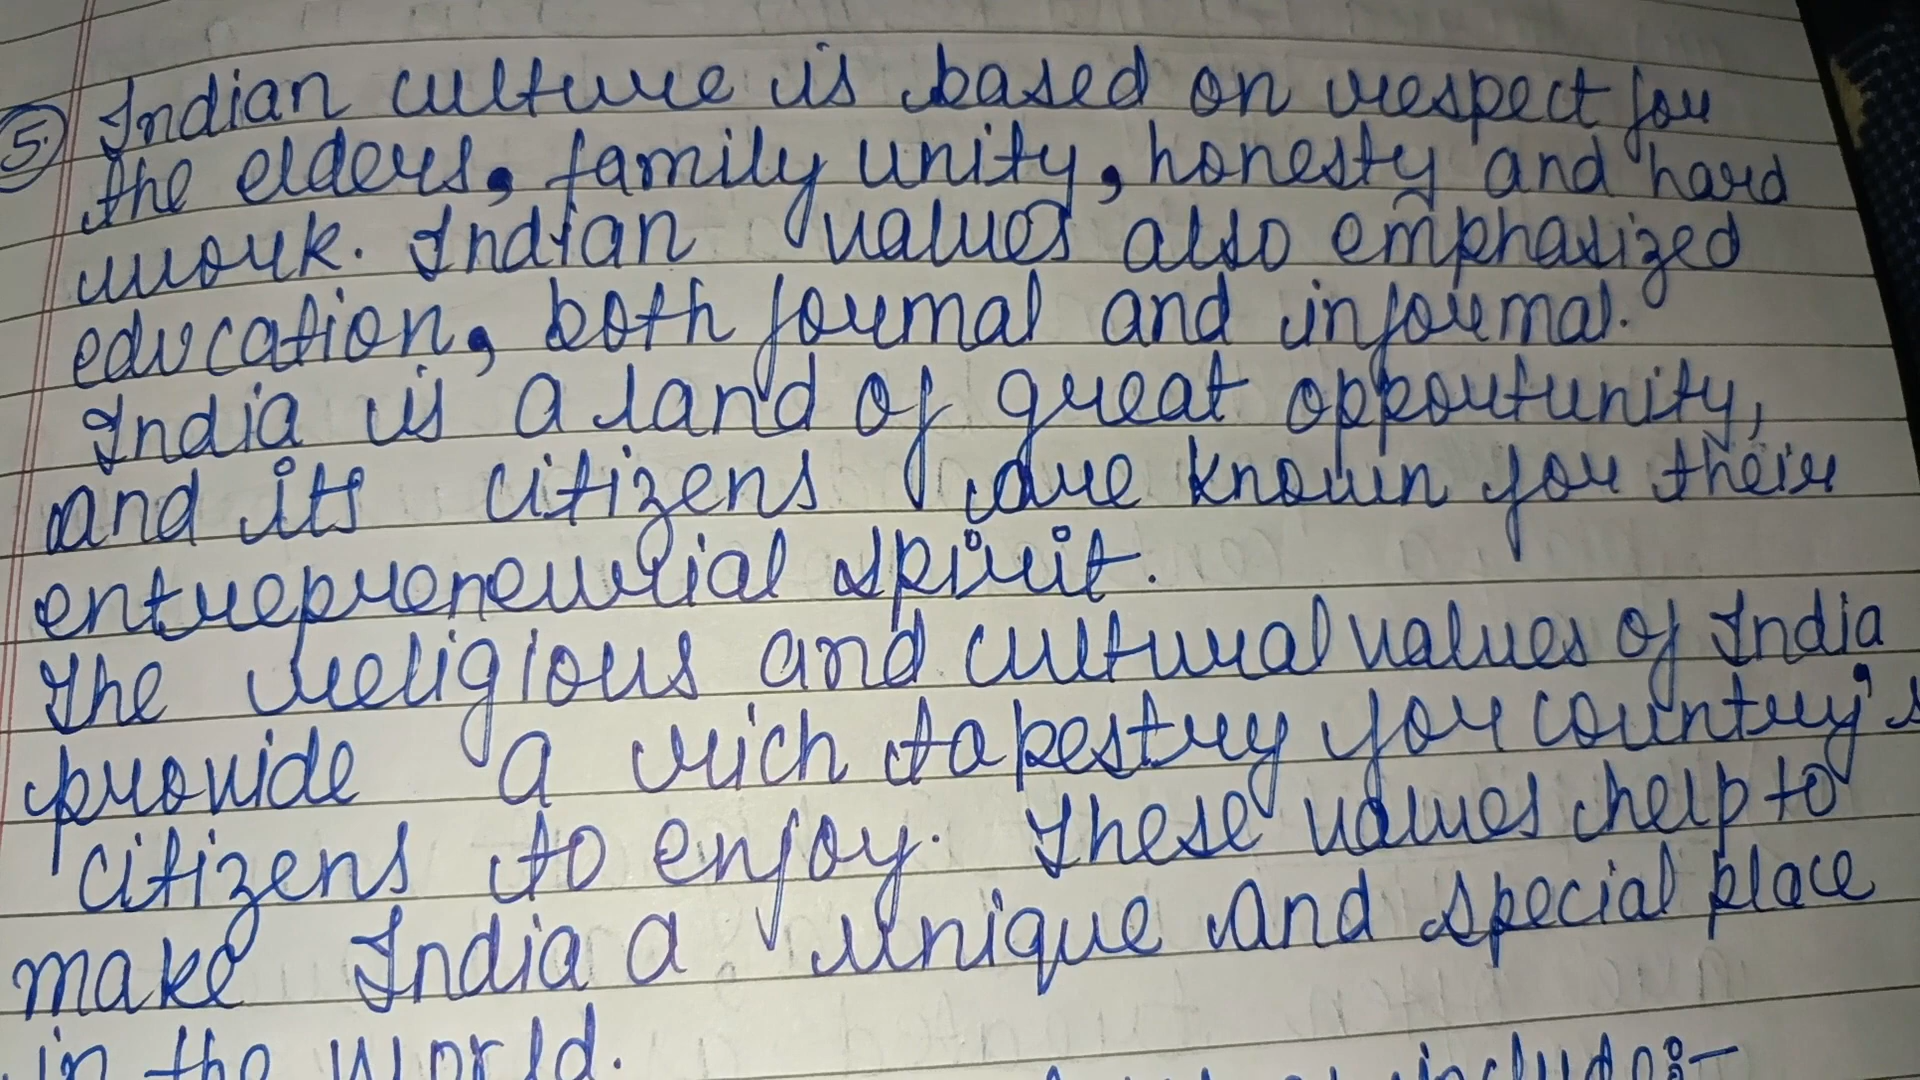 5. Indian culture is based on respect for
the elders, family unity, honesty and hard
work. Indian values also emphasized
education, both formal and informal.
India is a land of great opportunity,
and its citizens are known for their
entrepreneurial spirit.
The religious and cultural values of India
provide a rich tapestry for country's
citizens to enjoy. These values help to
make India a unique and special place
in the world.
include:-